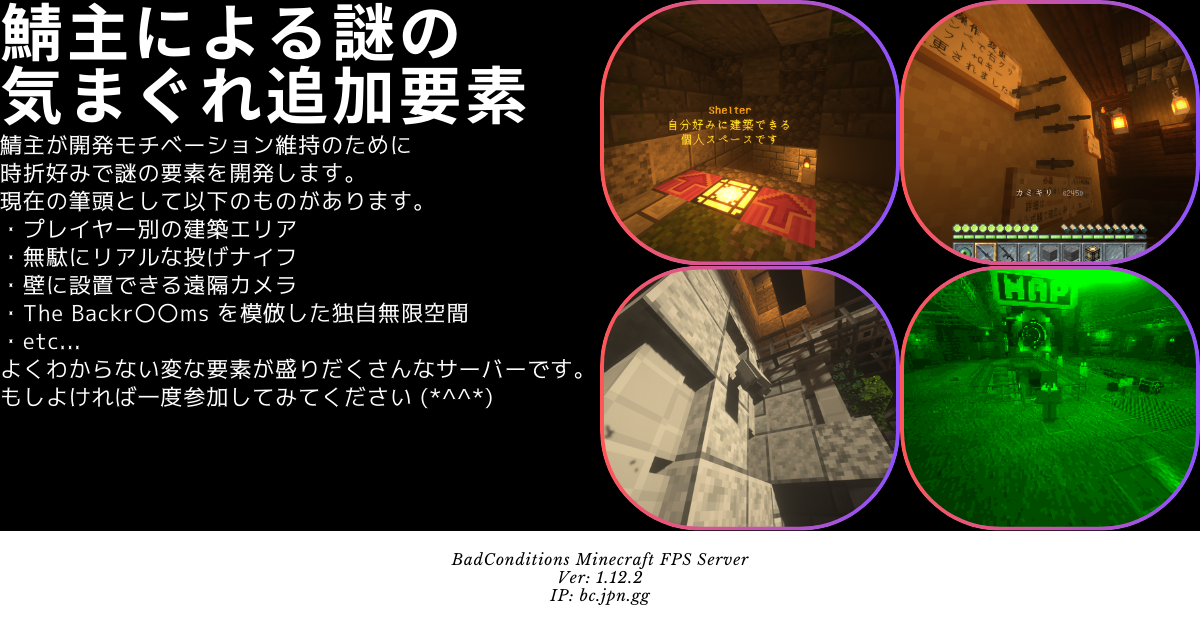 鯖主による謎の
気まぐれ追加要素
鯖主が開発モチベーション維持のために
時折好みで謎の要素を開発します。
現在の筆頭として以下のものがあります。
・プレイヤー別の建築エリア
・無駄にリアルな投げナイフ
・壁に設置できる遠隔カメラ
・The Backr〇〇ms を模倣した独自無限空間
・etc...
よくわからない変な要素が盛りだくさんなサーバーです。
もしよければ一度参加してみてください (*^^*)
Shelter
自分好みに建築できる
個人スペースです
更されました
カミキリ
MAP
BadConditions Minecraft FPS Server
Ver: 1.12.2
IP: bc.jpn.gg